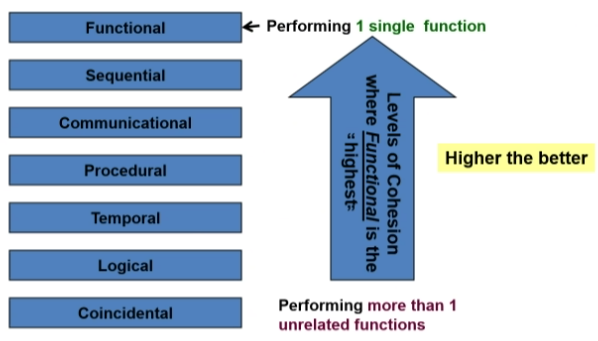 Functional
Performing 1 single function
Sequential
Communicational
Procedural
Temporal
Logical
Coincidental
Levels of Cohesion
where Functional is the
"highest"
Higher the better
Performing more than 1
unrelated functions